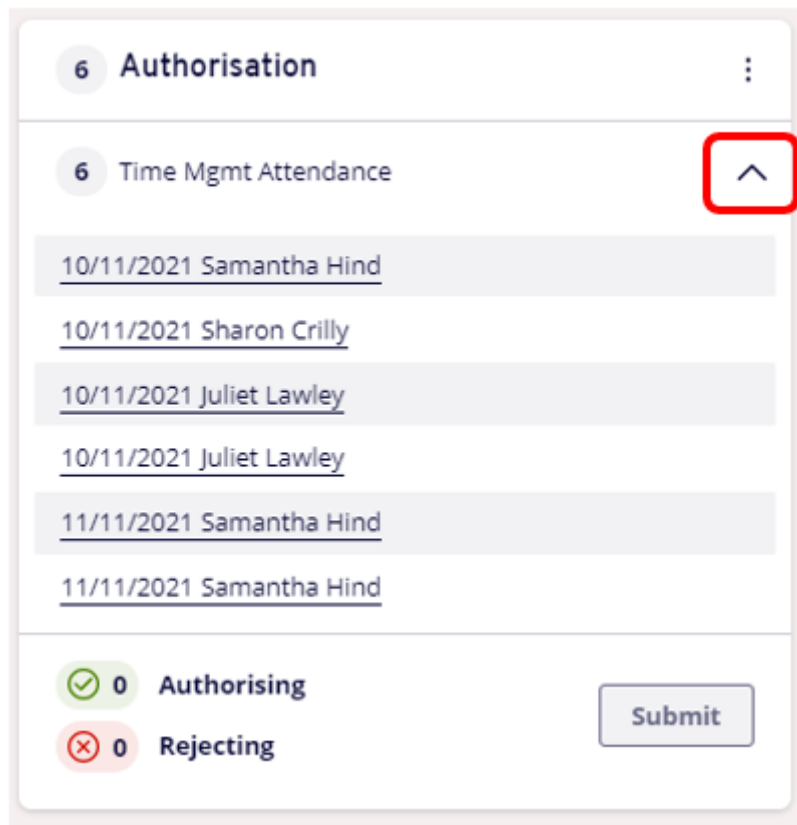 6 Authorisation
6 Time Mgmt Attendance
10/11/2021 Samantha Hind
10/11/2021 Sharon Crilly
10/11/2021 Juliet Lawley
10/11/2021 Juliet Lawley
11/11/2021 Samantha Hind
11/11/2021 Samantha Hind
0 Authorising
Submit
0 Rejecting